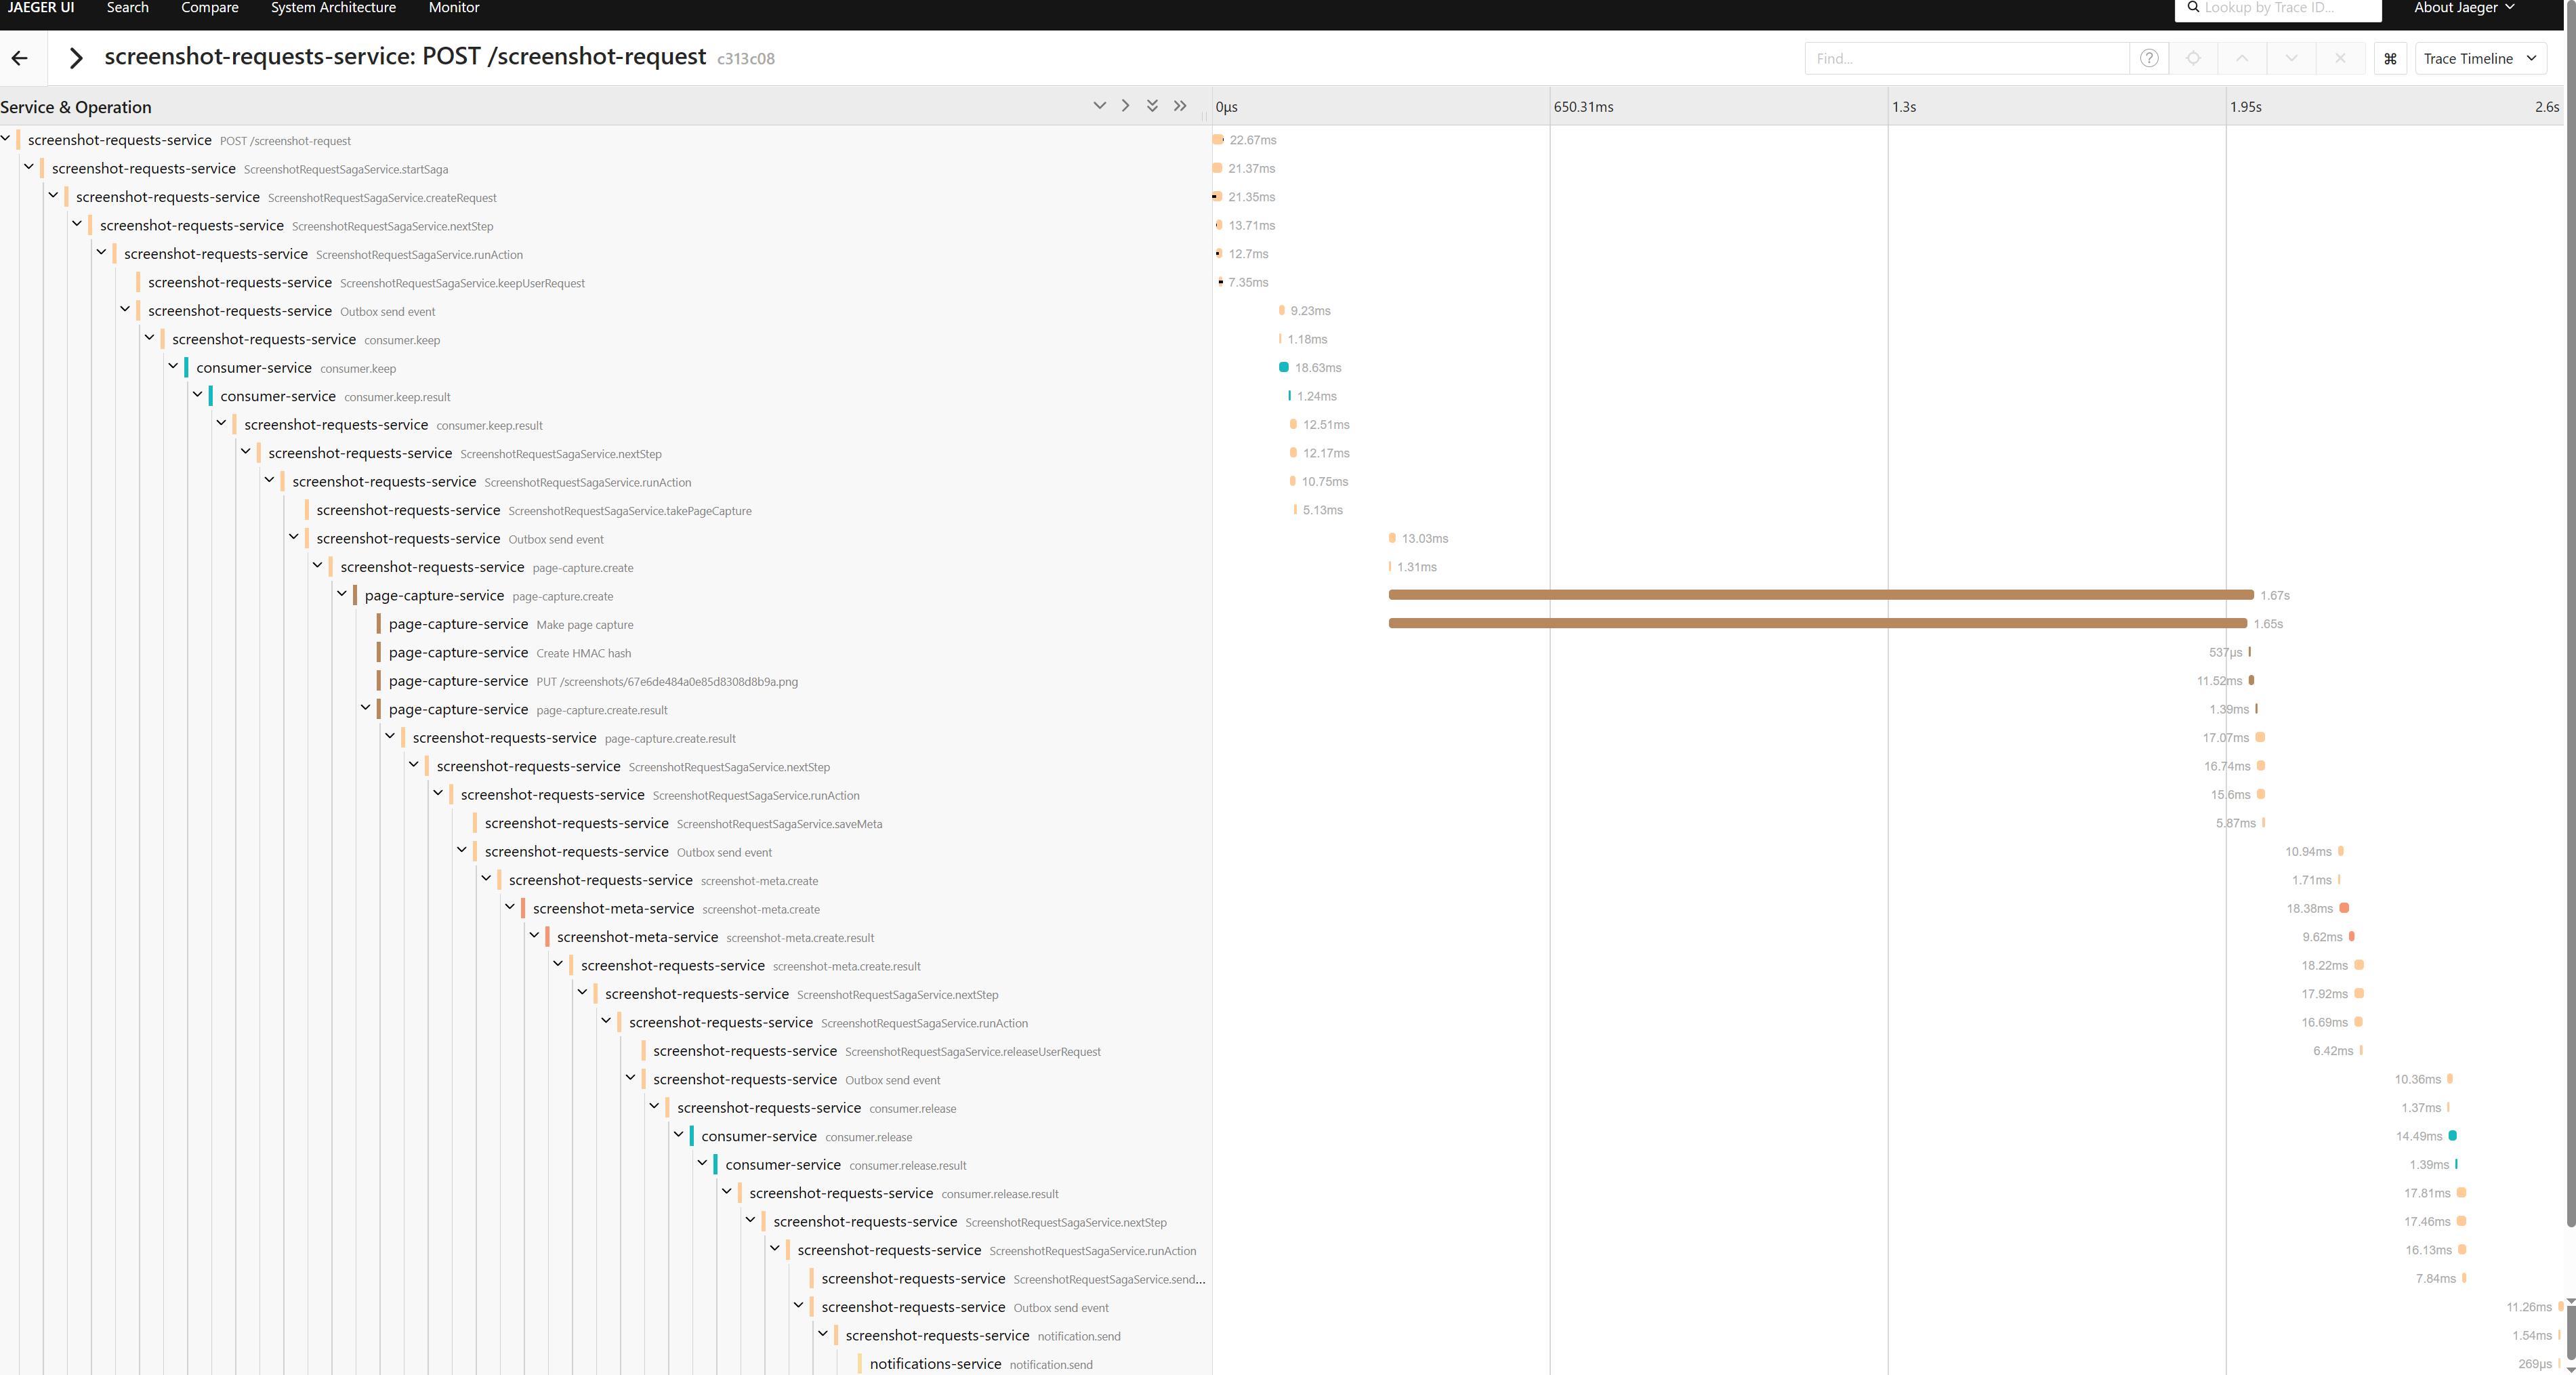 JAEGER UI Search Compare System Architecture Monitor Lookup by Trace ID... About Jaeger
screenshot-requests-service: POST /screenshot-request c313c08 Find... Trace Timeline
Service & Operation 0μs 650.31ms 1.3s 1.95s 2.6s
screenshot-requests-service POST /screenshot-request 22.67ms
screenshot-requests-service ScreenshotRequestSagaService.startSaga 21.37ms
screenshot-requests-service ScreenshotRequestSagaService.createRequest 21.35ms
screenshot-requests-service ScreenshotRequestSagaService.nextStep 13.71ms
screenshot-requests-service ScreenshotRequestSagaService.runAction 12.7ms
screenshot-requests-service ScreenshotRequestSagaService.keepUserRequest 7.35ms
screenshot-requests-service Outbox send event 9.23ms
screenshot-requests-service consumer.keep 1.18ms
consumer-service consumer.keep 18.63ms
consumer-service consumer.keep.result 1.24ms
screenshot-requests-service consumer.keep.result 12.51ms
screenshot-requests-service ScreenshotRequestSagaService.nextStep 12.17ms
screenshot-requests-service ScreenshotRequestSagaService.runAction 10.75ms
screenshot-requests-service ScreenshotRequestSagaService.takePageCapture 5.13ms
screenshot-requests-service Outbox send event 13.03ms
screenshot-requests-service page-capture.create 1.31ms
page-capture-service page-capture.create 1.67s
page-capture-service Make page capture 1.65s
page-capture-service Create HMAC hash 537μs
page-capture-service PUT /screenshots/67e6de484a0e85d8308d8b9a.png 11.52ms
page-capture-service page-capture.create.result 1.39ms
screenshot-requests-service page-capture.create.result 17.07ms
screenshot-requests-service ScreenshotRequestSagaService.nextStep 16.74ms
screenshot-requests-service ScreenshotRequestSagaService.runAction 15.6ms
screenshot-requests-service ScreenshotRequestSagaService.saveMeta 5.87ms
screenshot-requests-service Outbox send event 10.94ms
screenshot-requests-service screenshot-meta.create 1.71ms
screenshot-meta-service screenshot-meta.create 18.38ms
screenshot-meta-service screenshot-meta.create.result 9.62ms
screenshot-requests-service screenshot-meta.create.result 18.22ms
screenshot-requests-service ScreenshotRequestSagaService.nextStep 17.92ms
screenshot-requests-service ScreenshotRequestSagaService.runAction 16.69ms
screenshot-requests-service ScreenshotRequestSagaService.releaseUserRequest 6.42ms
screenshot-requests-service Outbox send event 10.36ms
screenshot-requests-service consumer.release 1.37ms
consumer-service consumer.release 14.49ms
consumer-service consumer.release.result 1.39ms
screenshot-requests-service consumer.release.result 17.81ms
screenshot-requests-service ScreenshotRequestSagaService.nextStep 17.46ms
screenshot-requests-service ScreenshotRequestSagaService.runAction 16.13ms
screenshot-requests-service ScreenshotRequestSagaService.send... 7.84ms
screenshot-requests-service Outbox send event 11.26ms
screenshot-requests-service notification.send 1.54ms
notifications-service notification.send 269μs